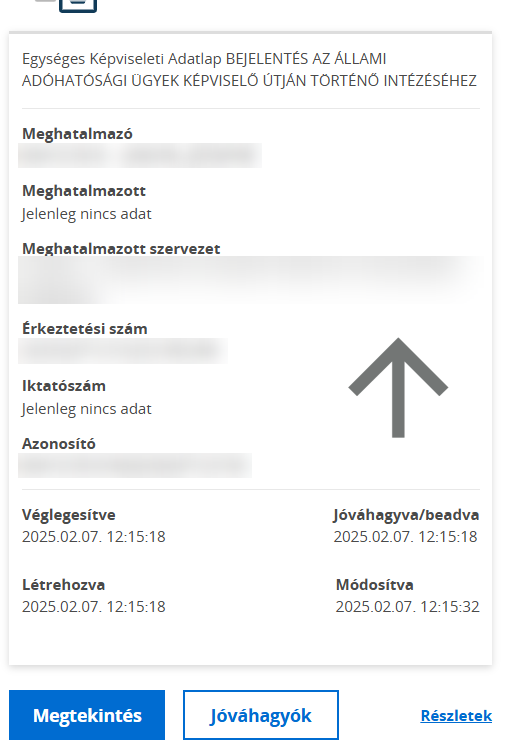 Egységes Képviseleti Adatlap BEJELENTÉS AZ ÁLLAMI
ADÓHATÓSÁGI ÜGYEK KÉPVISELŐ ÚTJÁN TÖRTÉNŐ INTÉZÉSÉHEZ
Meghatalmazó
Meghatalmazott
Jelenleg nincs adat
Meghatalmazott szervezet
Érkeztetési szám
Iktatószám
Jelenleg nincs adat
Azonosító
Véglegesítve Jóváhagyva/beadva
2025.02.07. 12:15:18 2025.02.07. 12:15:18
Létrehozva Módosítva
2025.02.07. 12:15:18 2025.02.07. 12:15:32
Megtekintés Jóváhagyók Részletek